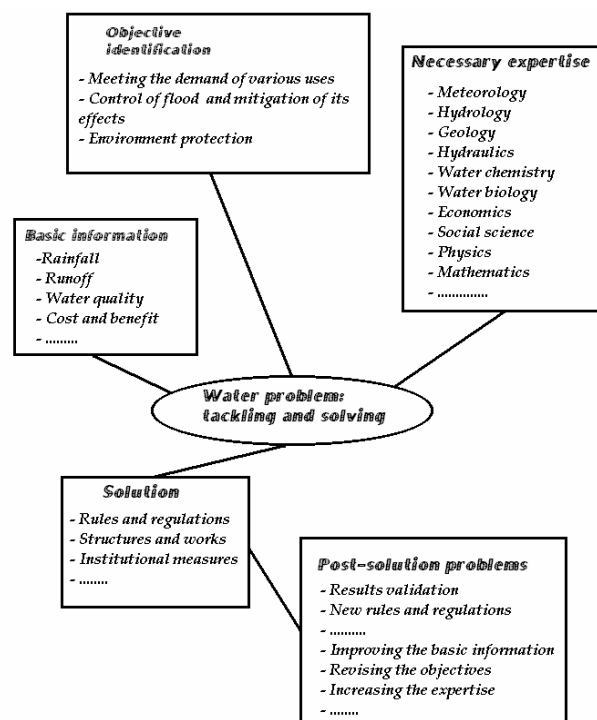 Objective
identification
- Meeting the demand of various uses
- Control of flood and mitigation of its
effects
- Environment protection
Necessary expertise
- Meteorology
- Hydrology
- Geology
- Hydraulics
- Water chemistry
- Water biology
- Economics
- Social science
- Physics
- Mathematics
- ..............
Basic information
-Rainfall
- Runoff
- Water quality
- Cost and benefit
- .........
Water problem:
tackling and solving
Solution
- Rules and regulations
- Structures and works
- Institutional measures
- ........
Post-solution problems
- Results validation
- New rules and regulations
- ..........
- Improving the basic information
- Revising the objectives
- Increasing the expertise
- ........